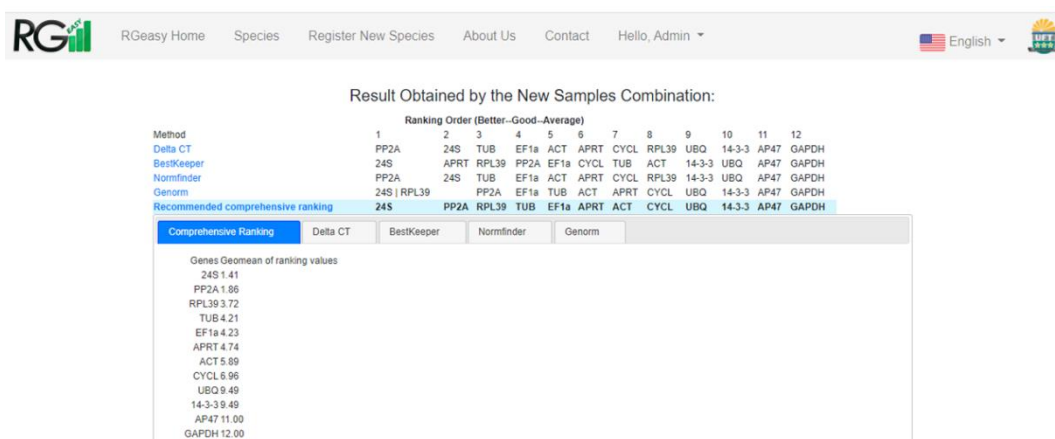 RG EASY RGeasy Home Species Register New Species About Us Contact Hello, Admin English UFT
Result Obtained by the New Samples Combination:
Ranking Order (Better--Good--Average)
Method 1 2 3 4 5 6 7 8 9 10 11 12
Delta CT PP2A 24S TUB EF1a ACT APRT CYCL RPL39 UBQ 14-3-3 AP47 GAPDH
BestKeeper 24S APRT RPL39 PP2A EF1a CYCL TUB ACT 14-3-3 UBQ AP47 GAPDH
Normfinder PP2A 24S TUB EF1a ACT APRT CYCL RPL39 14-3-3 UBQ AP47 GAPDH
Genorm 24S | RPL39 PP2A EF1a TUB ACT APRT CYCL UBQ 14-3-3 AP47 GAPDH
Recommended comprehensive ranking 24S PP2A RPL39 TUB EF1a APRT ACT CYCL UBQ 14-3-3 AP47 GAPDH
Comprehensive Ranking Delta CT BestKeeper Normfinder Genorm
Genes Geomean of ranking values
24S 1.41
PP2A 1.86
RPL39 3.72
TUB 4.21
EF1a 4.23
APRT 4.74
ACT 5.89
CYCL 6.96
UBQ 9.49
14-3-3 9.49
AP47 11.00
GAPDH 12.00